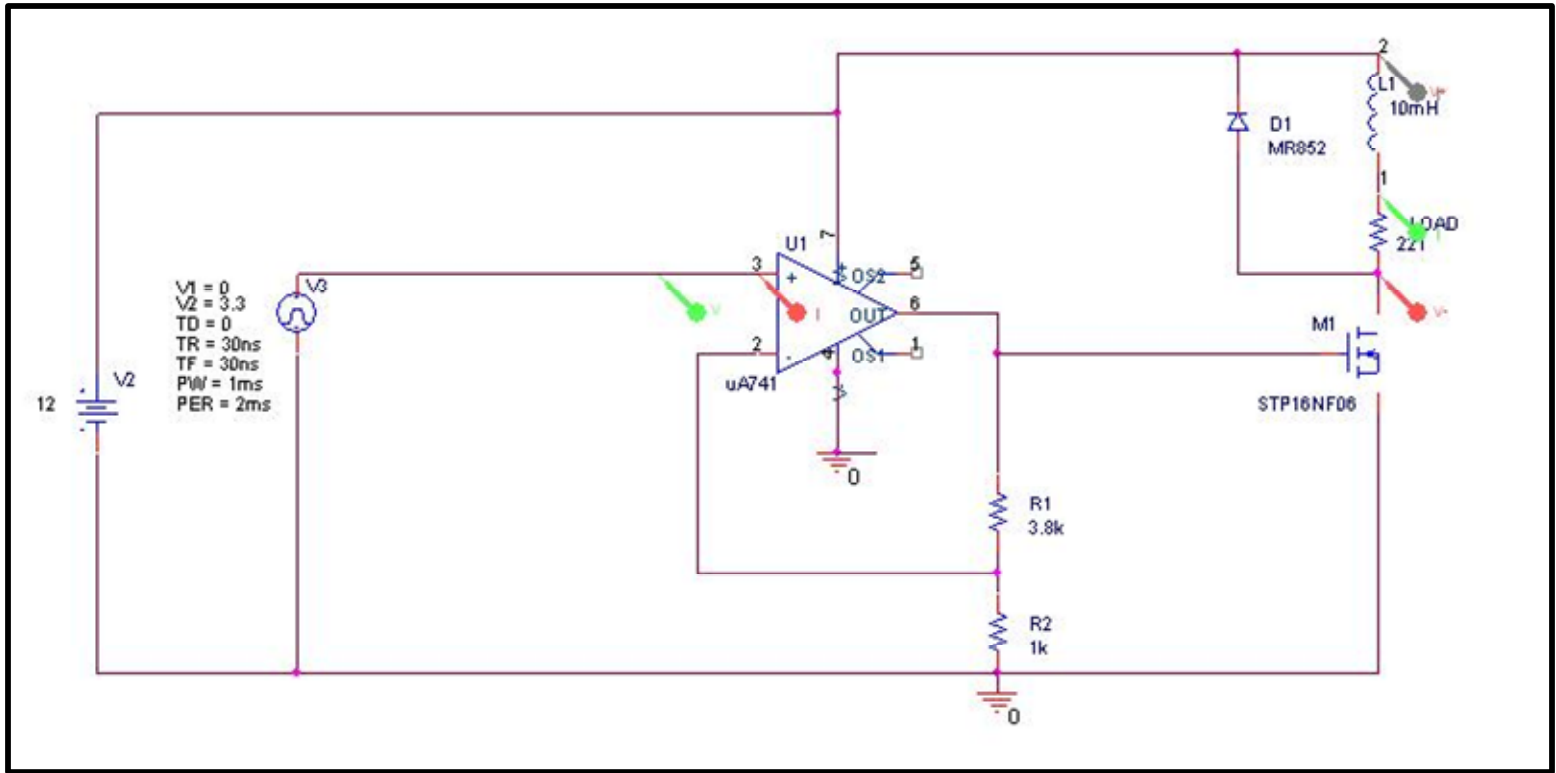 2
L1
10mH
D1
MR852
1
LOAD
221
7
U1
3
+
5
OS2
6
OUT
2
-
4
OS1
1
uA741
V3
V1 = 0
V2 = 3.3
TD = 0
TR = 30ns
TF = 30ns
PW = 1ms
PER = 2ms
V2
12
V
I
V+
I
V-
M1
STP16NF06
0
R1
3.8k
R2
1k
0